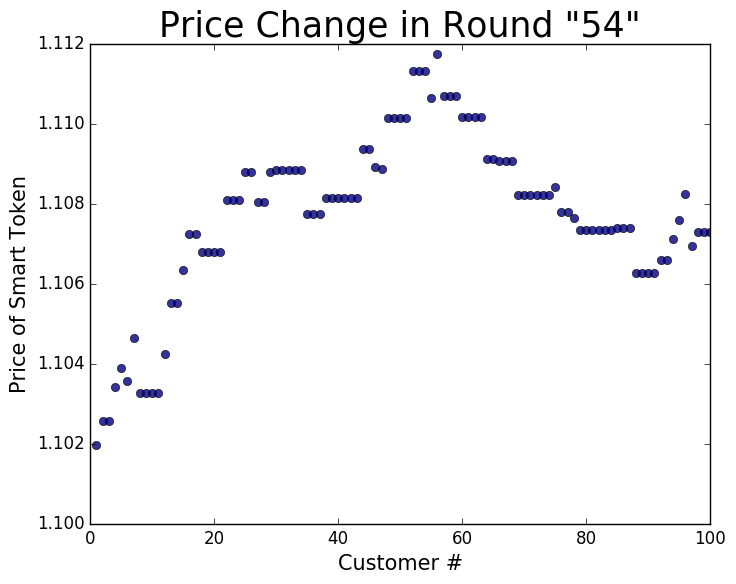 Price Change in Round "54"
1.112
1.110
1.108
1.106
1.104
1.102
1.100
Price of Smart Token
0 20 40 60 80 100
Customer #